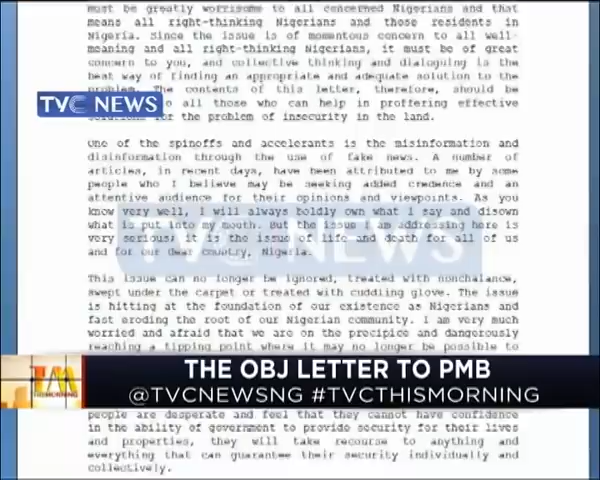 must be greatly worrisome to all concerned Nigerians and that
means all right-thinking Nigerians and those residents in
Nigeria. Since the issue is of momentous concern to all well-
meaning and all right-thinking Nigerians, it must be of great
concern to you, and collective thinking and dialoguing is the
best way of finding an appropriate and adequate solution to the
problem. The contents of this letter, therefore, should be
TVC NEWS
to all those who can help in proffering effective
solutions for the problem of insecurity in the land.
One of the spinoffs and accelerants is the misinformation and
disinformation through the use of fake news. A number of
articles, in recent days, have been attributed to me by some
people who I believe may be seeking added credence and an
attentive audience for their opinions and viewpoints. As you
know very well, I will always boldly own what I say and disown
what is put into my mouth. But the issue I am addressing here is
very serious; it is the issue of life and death for all of us
and for our dear country, Nigeria.
TVC NEWS
This issue can no longer be ignored, treated with nonchalance,
swept under the carpet or treated with cuddling glove. The issue
is hitting at the foundation of our existence as Nigerians and
fast eroding the root of our Nigerian community. I am very much
worried and afraid that we are on the precipice and dangerously
reaching a tipping point where it may no longer be possible to
THE OBJ LETTER TO PMB
@TVCNEWSNG #TVCTHISMORNING
people are desperate and feel that they cannot have confidence
in the ability of government to provide security for their lives
and properties, they will take recourse to anything and
everything that can guarantee their security individually and
collectively.